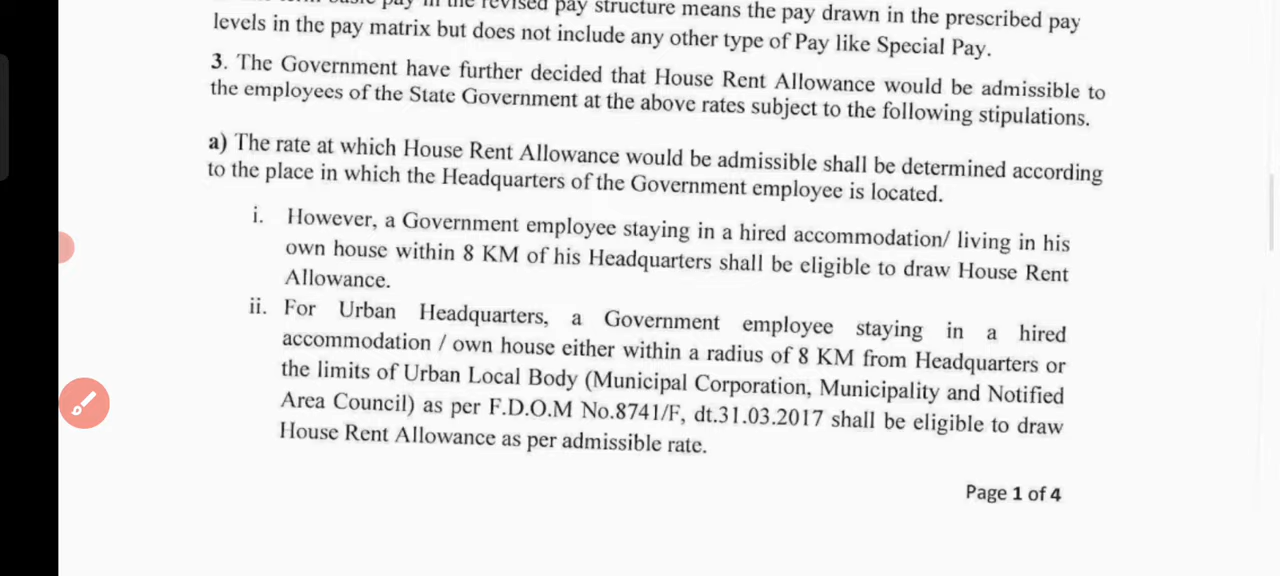 basic pay in the revised pay structure means the pay drawn in the prescribed pay
levels in the pay matrix but does not include any other type of Pay like Special Pay.
3. The Government have further decided that House Rent Allowance would be admissible to
the employees of the State Government at the above rates subject to the following stipulations.
a) The rate at which House Rent Allowance would be admissible shall be determined according
to the place in which the Headquarters of the Government employee is located.
i. However, a Government employee staying in a hired accommodation/ living in his
own house within 8 KM of his Headquarters shall be eligible to draw House Rent
Allowance.
ii. For Urban Headquarters, a Government employee staying in a hired
accommodation / own house either within a radius of 8 KM from Headquarters or
the limits of Urban Local Body (Municipal Corporation, Municipality and Notified
Area Council) as per F.D.O.M No.8741/F, dt.31.03.2017 shall be eligible to draw
House Rent Allowance as per admissible rate.
Page 1 of 4